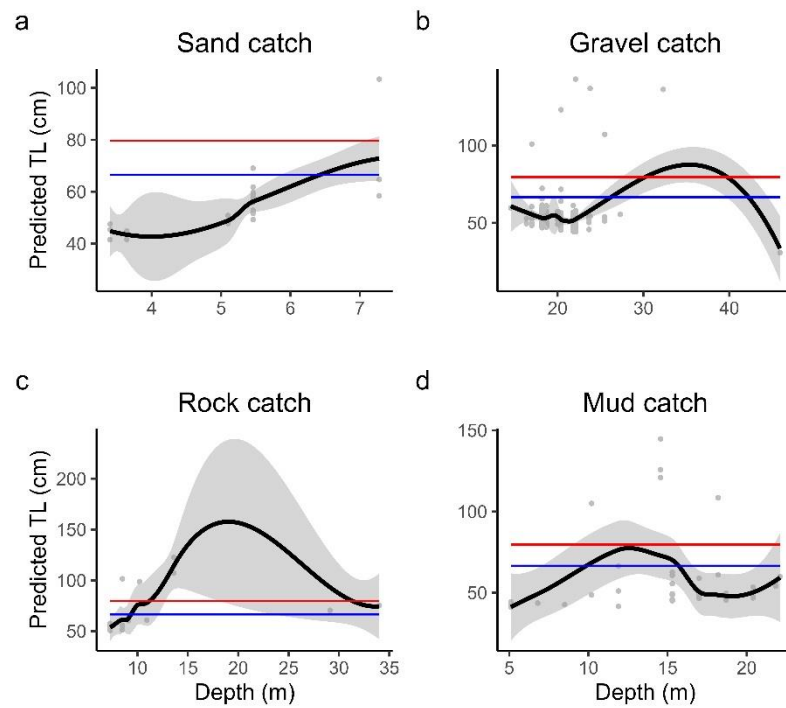 a
Sand catch
Predicted TL (cm)
100
80
60
40
4
5
6
7
b
Gravel catch
100
50
20
30
40
c
Rock catch
Predicted TL (cm)
200
150
100
50
10
15
20
25
30
35
Depth (m)
d
Mud catch
150
100
50
5
10
15
20
Depth (m)